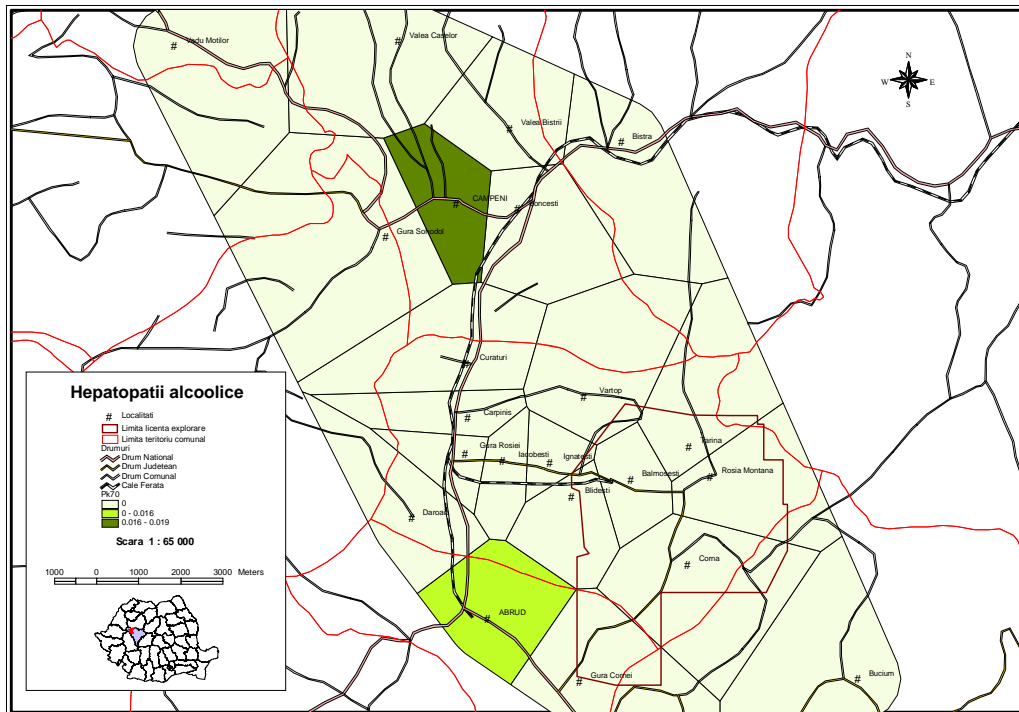 Vadu Motilor
Valea Caselor
N
W E
S
Valea Bistrii
Bistra
CAMPENI
Gura Sohodol
Curaturi
Vartop
Carpinis
Gura Rosiei
Iacobesti
Ignatesti
Tarina
Balmosesti
Rosia Montana
Blidesti
Corna
ABRUD
Gura Cornei
Bucium
Hepatopatii alcoolice
Localitati
Limita licenta explorare
Limita teritoriu comunal
Drumuri
Drum National
Drum Judetean
Drum Comunal
Cale Ferata
Pk70
0
0 - 0.016
0.016 - 0.019
Scara 1 : 65 000
1000 0 1000 2000 3000 Meters